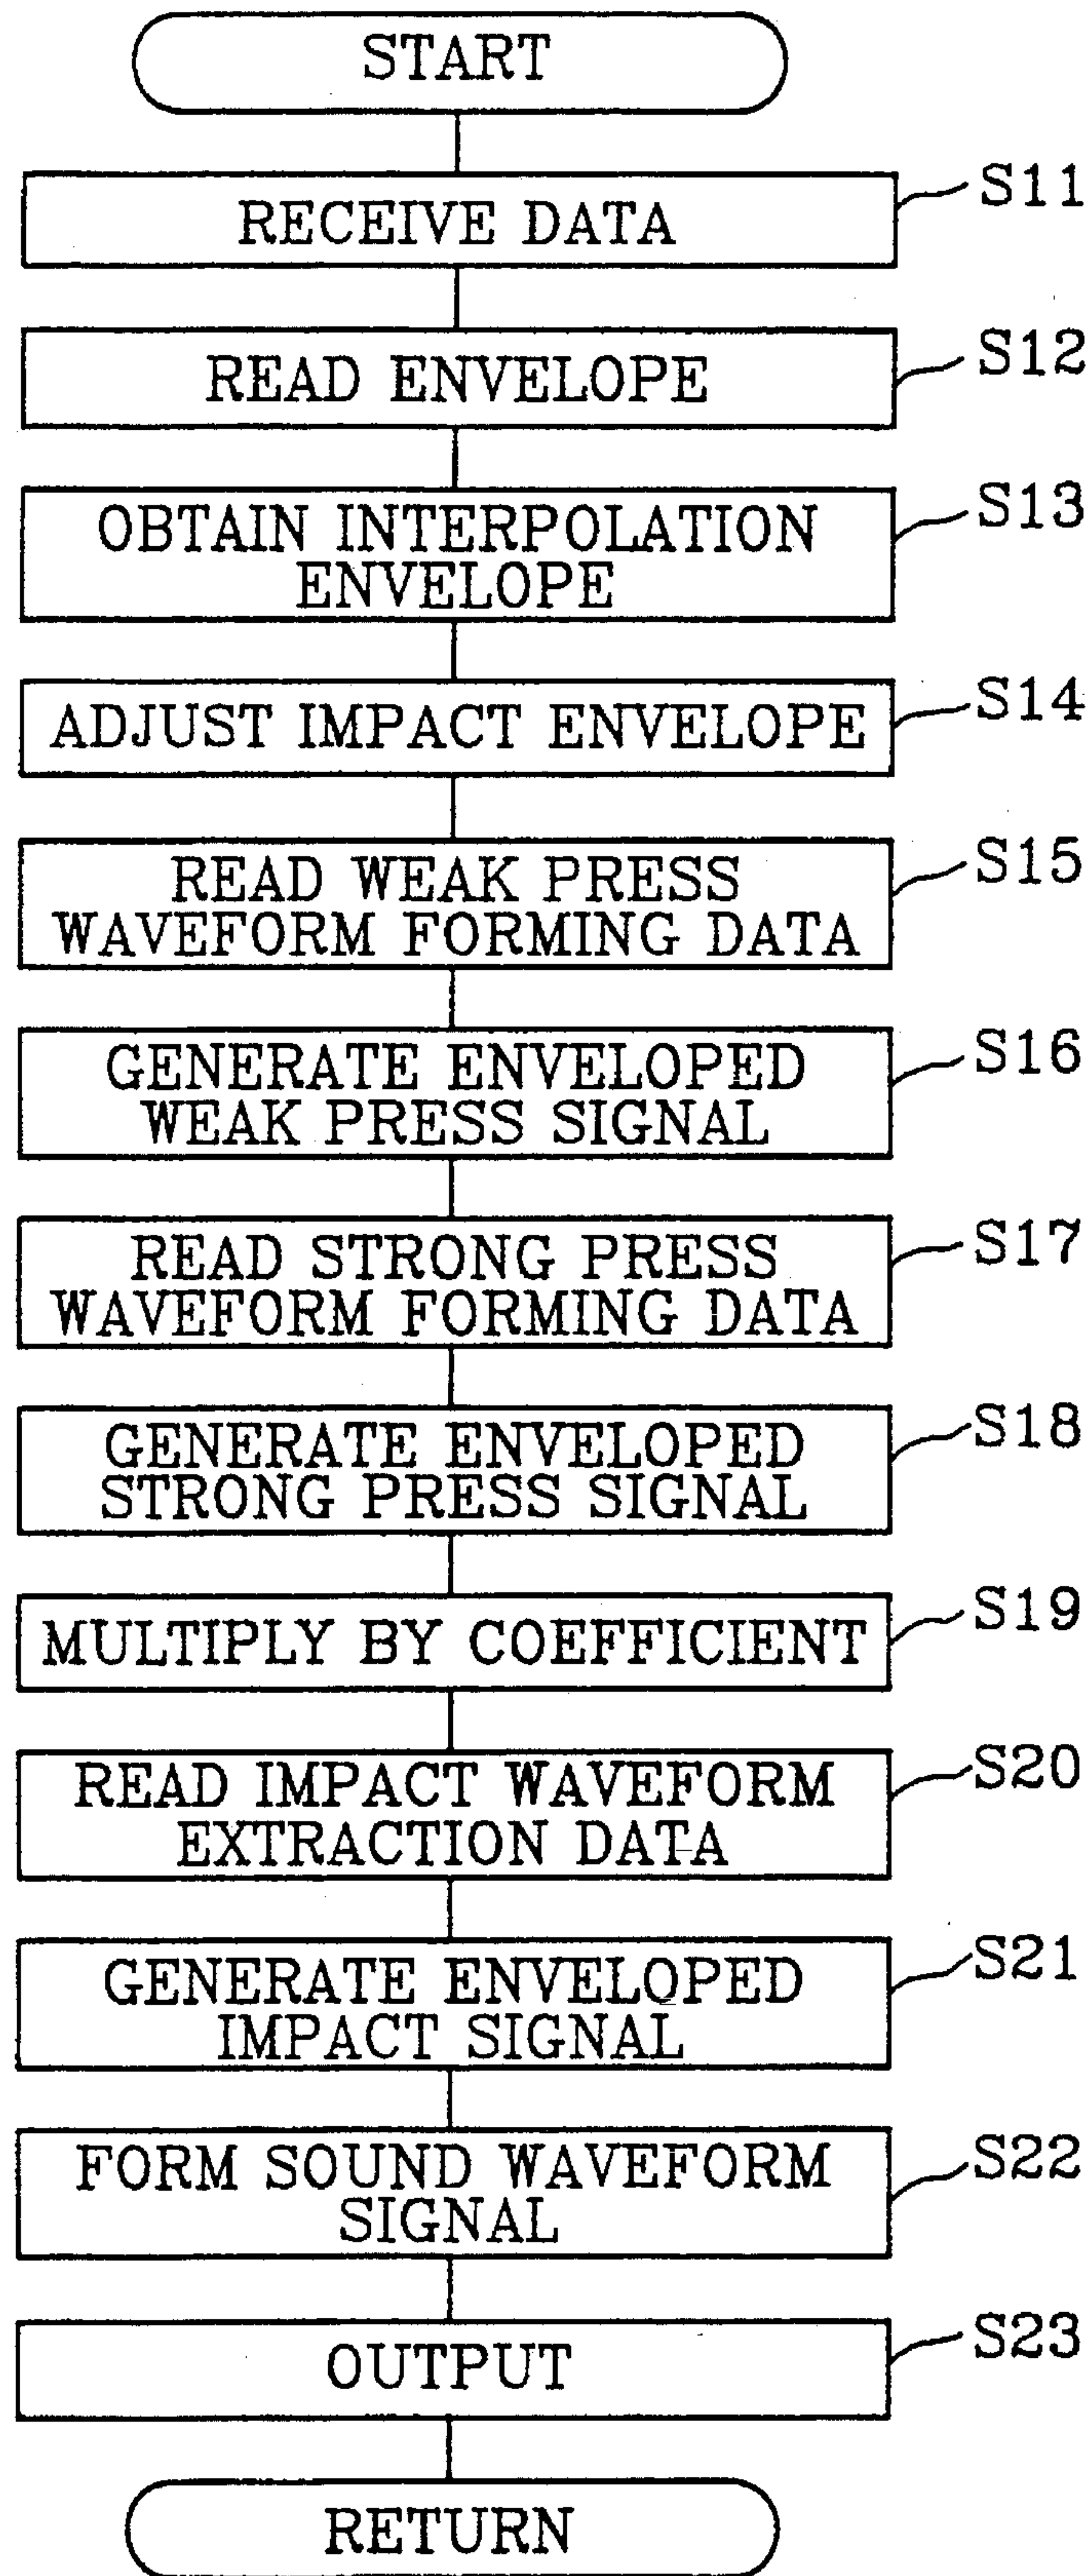 START
RECEIVE DATA
S11
READ ENVELOPE
S12
OBTAIN INTERPOLATION
ENVELOPE
S13
ADJUST IMPACT ENVELOPE
S14
READ WEAK PRESS
WAVEFORM FORMING DATA
S15
GENERATE ENVELOPED
WEAK PRESS SIGNAL
S16
READ STRONG PRESS
WAVEFORM FORMING DATA
S17
GENERATE ENVELOPED
STRONG PRESS SIGNAL
S18
MULTIPLY BY COEFFICIENT
S19
READ IMPACT WAVEFORM
EXTRACTION DATA
S20
GENERATE ENVELOPED
IMPACT SIGNAL
S21
FORM SOUND WAVEFORM
SIGNAL
S22
OUTPUT
S23
RETURN